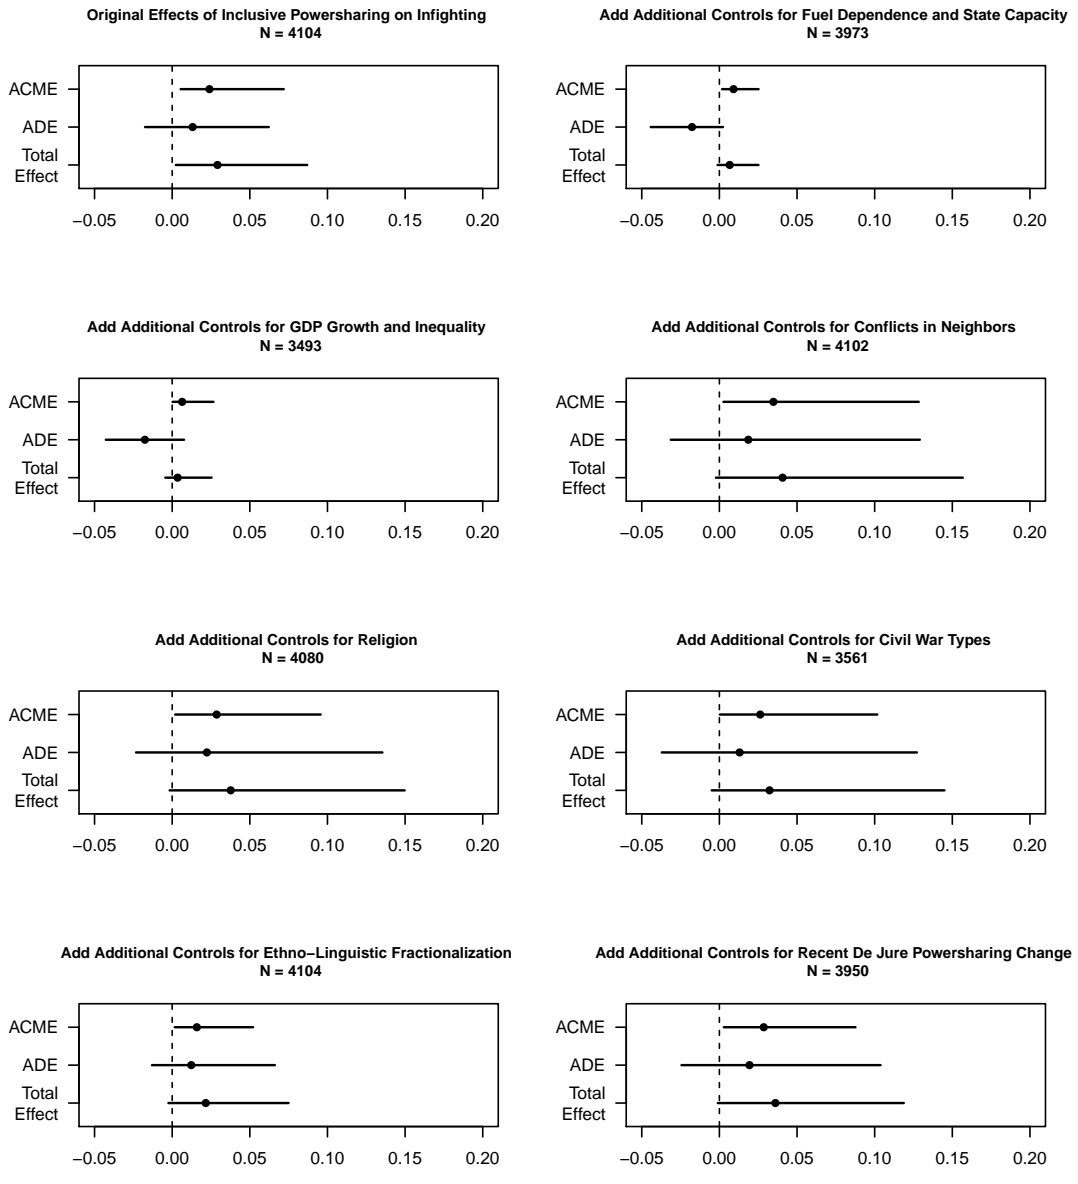 Original Effects of Inclusive Powersharing on Infighting
N = 4104
ACME
ADE
Total
Effect
−0.05 0.00 0.05 0.10 0.15 0.20
Add Additional Controls for Fuel Dependence and State Capacity
N = 3973
ACME
ADE
Total
Effect
−0.05 0.00 0.05 0.10 0.15 0.20
Add Additional Controls for GDP Growth and Inequality
N = 3493
ACME
ADE
Total
Effect
−0.05 0.00 0.05 0.10 0.15 0.20
Add Additional Controls for Conflicts in Neighbors
N = 4102
ACME
ADE
Total
Effect
−0.05 0.00 0.05 0.10 0.15 0.20
Add Additional Controls for Religion
N = 4080
ACME
ADE
Total
Effect
−0.05 0.00 0.05 0.10 0.15 0.20
Add Additional Controls for Civil War Types
N = 3561
ACME
ADE
Total
Effect
−0.05 0.00 0.05 0.10 0.15 0.20
Add Additional Controls for Ethno−Linguistic Fractionalization
N = 4104
ACME
ADE
Total
Effect
−0.05 0.00 0.05 0.10 0.15 0.20
Add Additional Controls for Recent De Jure Powersharing Change
N = 3950
ACME
ADE
Total
Effect
−0.05 0.00 0.05 0.10 0.15 0.20